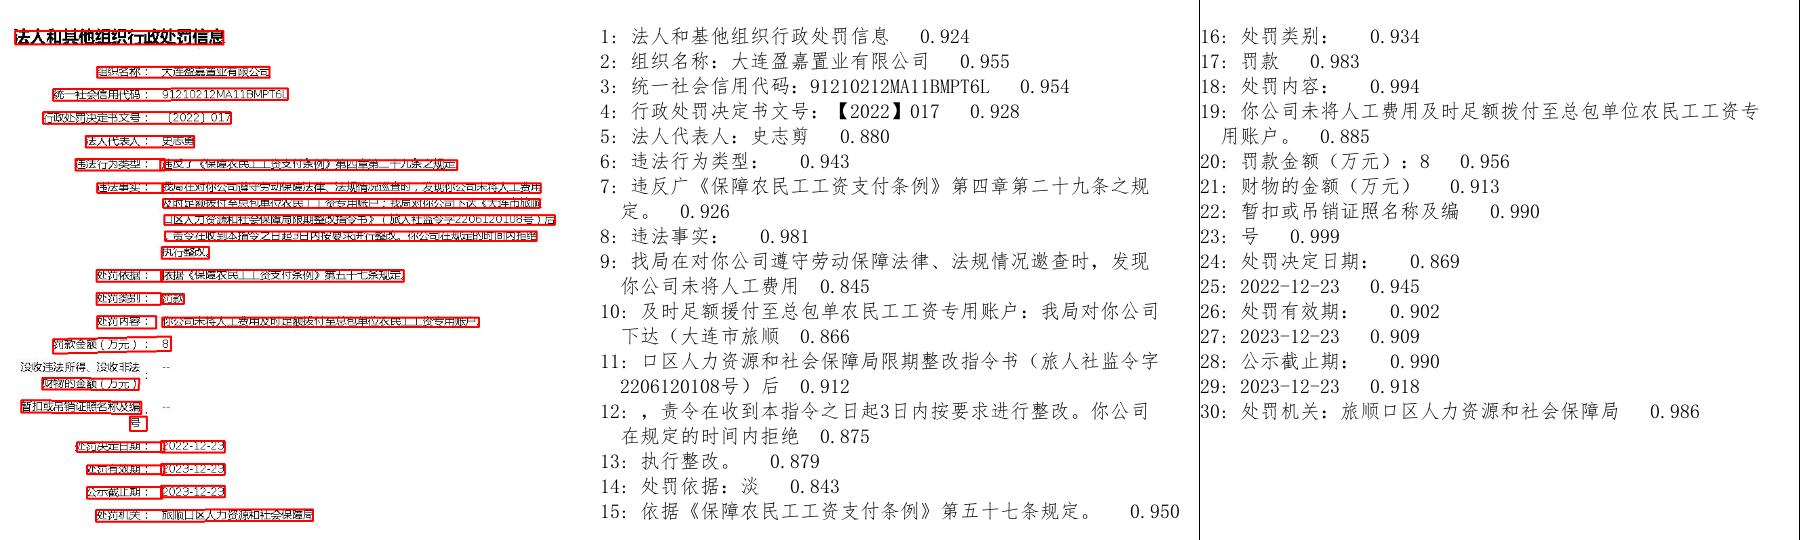 法人和其他组织行政处罚信息
组织名称： 大连盈嘉置业有限公司
统一社会信用代码： 91210212MA11BMPT6L
行政处罚决定书文号： 〔2022〕017
法人代表人： 史志勇
违法行为类型： 违反了《保障农民工工资支付条例》第四章第二十九条之规定。
违法事实： 我局在对你公司遵守劳动保障法律、法规情况巡查时，发现你公司未将人工费用
及时足额拨付至总包单位农民工工资专用账户；我局对你公司下达《大连市旅顺
口区人力资源和社会保障局限期整改指令书》（旅人社监令字2206120108号）后
，责令在收到本指令之日起3日内按要求进行整改。你公司在规定的时间内拒绝
执行整改。
处罚依据： 依据《保障农民工工资支付条例》第五十七条规定。
处罚类别： 罚款
处罚内容： 你公司未将人工费用及时足额拨付至总包单位农民工工资专用账户。
罚款金额（万元）： 8
没收违法所得、没收非法
财物的金额（万元）： --
暂扣或吊销证照名称及编
号： --
处罚决定日期： 2022-12-23
处罚有效期： 2023-12-23
公示截止期： 2023-12-23
处罚机关： 旅顺口区人力资源和社会保障局
1: 法人和基他组织行政处罚信息 0.924
2: 组织名称: 大连盈嘉置业有限公司 0.955
3: 统一社会信用代码: 91210212MA11BMPT6L 0.954
4: 行政处罚决定书文号: 【2022】017 0.928
5: 法人代表人: 史志剪 0.880
6: 违法行为类型: 0.943
7: 违反广《保障农民工工资支付条例》第四章第二十九条之规
定。 0.926
8: 违法事实: 0.981
9: 找局在对你公司遵守劳动保障法律、法规情况邀查时，发现
你公司未将人工费用 0.845
10: 及时足额援付至总包单农民工工资专用账户: 我局对你公司
下达（大连市旅顺 0.866
11: 口区人力资源和社会保障局限期整改指令书（旅人社监令字
2206120108号）后 0.912
12: ，责令在收到本指令之日起3日内按要求进行整改。你公司
在规定的时间内拒绝 0.875
13: 执行整改。 0.879
14: 处罚依据: 淡 0.843
15: 依据《保障农民工工资支付条例》第五十七条规定。 0.950
16: 处罚类别: 0.934
17: 罚款 0.983
18: 处罚内容: 0.994
19: 你公司未将人工费用及时足额拨付至总包单位农民工工资专
用账户。 0.885
20: 罚款金额（万元）: 8 0.956
21: 财物的金额（万元） 0.913
22: 暂扣或吊销证照名称及编 0.990
23: 号 0.999
24: 处罚决定日期: 0.869
25: 2022-12-23 0.945
26: 处罚有效期: 0.902
27: 2023-12-23 0.909
28: 公示截止期: 0.990
29: 2023-12-23 0.918
30: 处罚机关: 旅顺口区人力资源和社会保障局 0.986